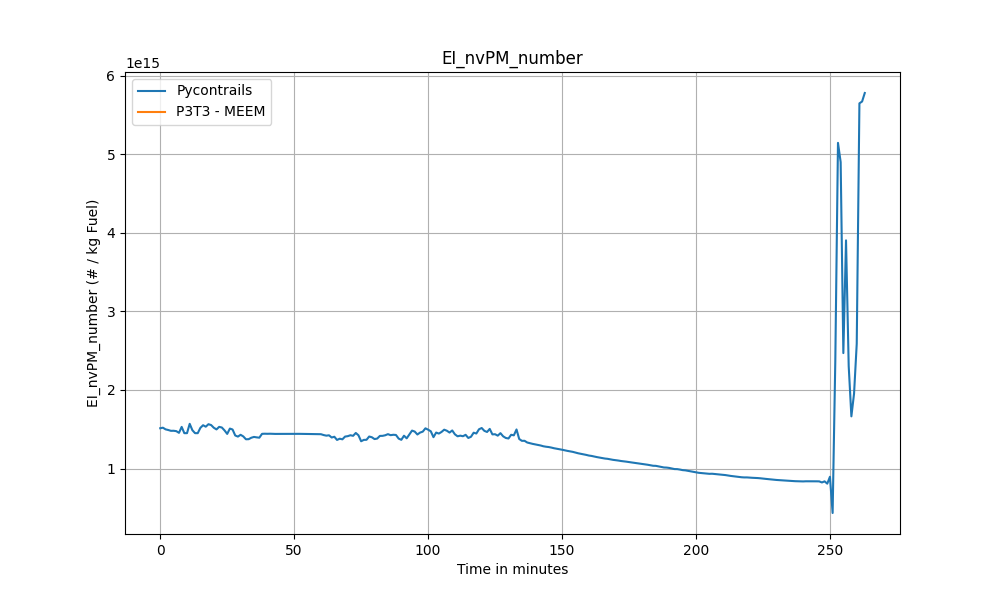 EI_nvPM_number
1e15
Pycontrails
P3T3 - MEEM
EI_nvPM_number (# / kg Fuel)
6
5
4
3
2
1
0 50 100 150 200 250
Time in minutes